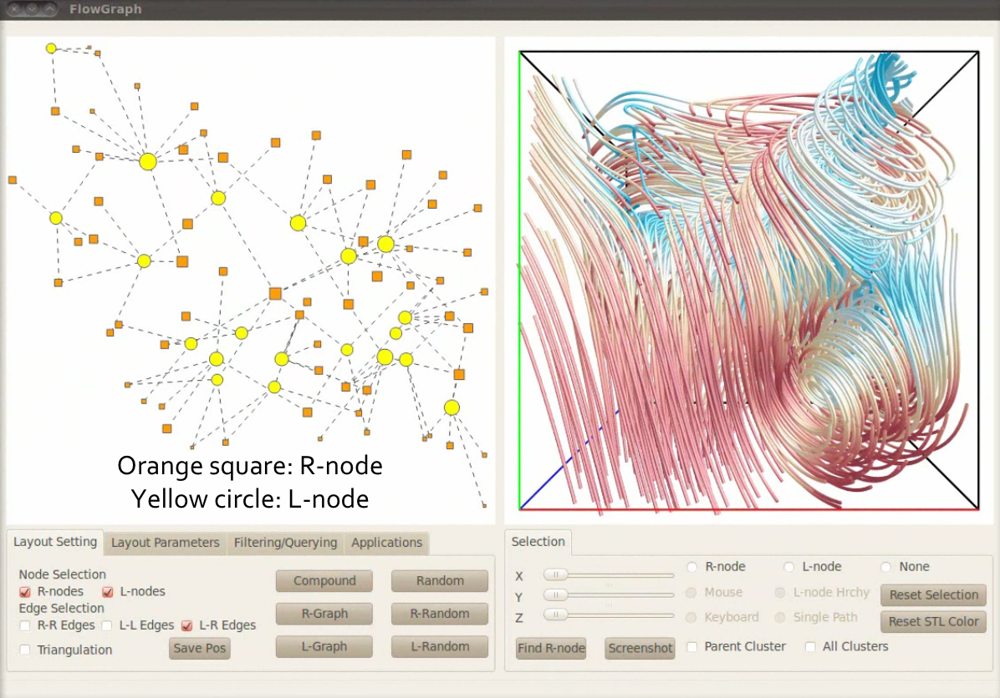 FlowGraph
Orange square: R-node
Yellow circle: L-node
Layout Setting Layout Parameters Filtering/Querying Applications
Node Selection
R-nodes L-nodes
Edge Selection
R-R Edges L-L Edges L-R Edges
Triangulation Save Pos
Compound Random
R-Graph R-Random
L-Graph L-Random
Selection
X
Y
Z
R-node L-node None
Mouse L-node Hrchy Reset Selection
Keyboard Single Path Reset STL Color
Find R-node Screenshot Parent Cluster All Clusters